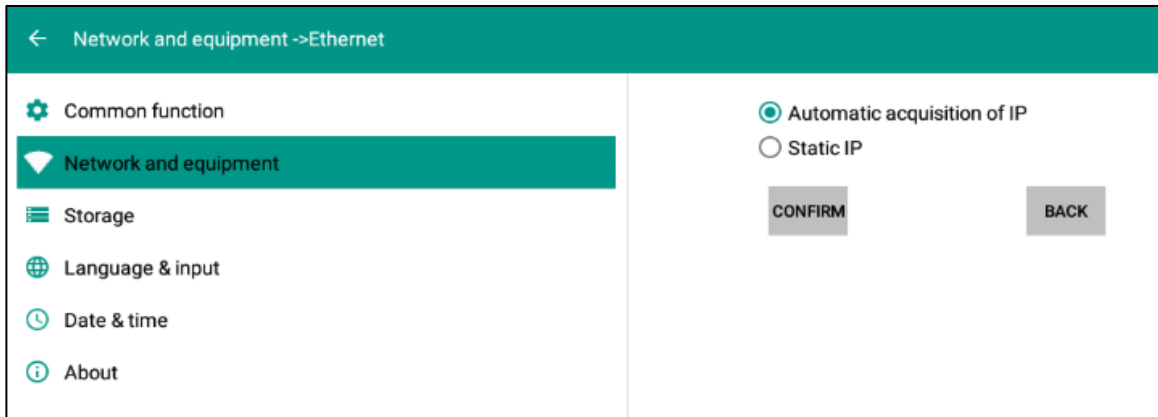 Network and equipment ->Ethernet
Common function
Network and equipment
Storage
Language & input
Date & time
About
Automatic acquisition of IP
Static IP
CONFIRM BACK